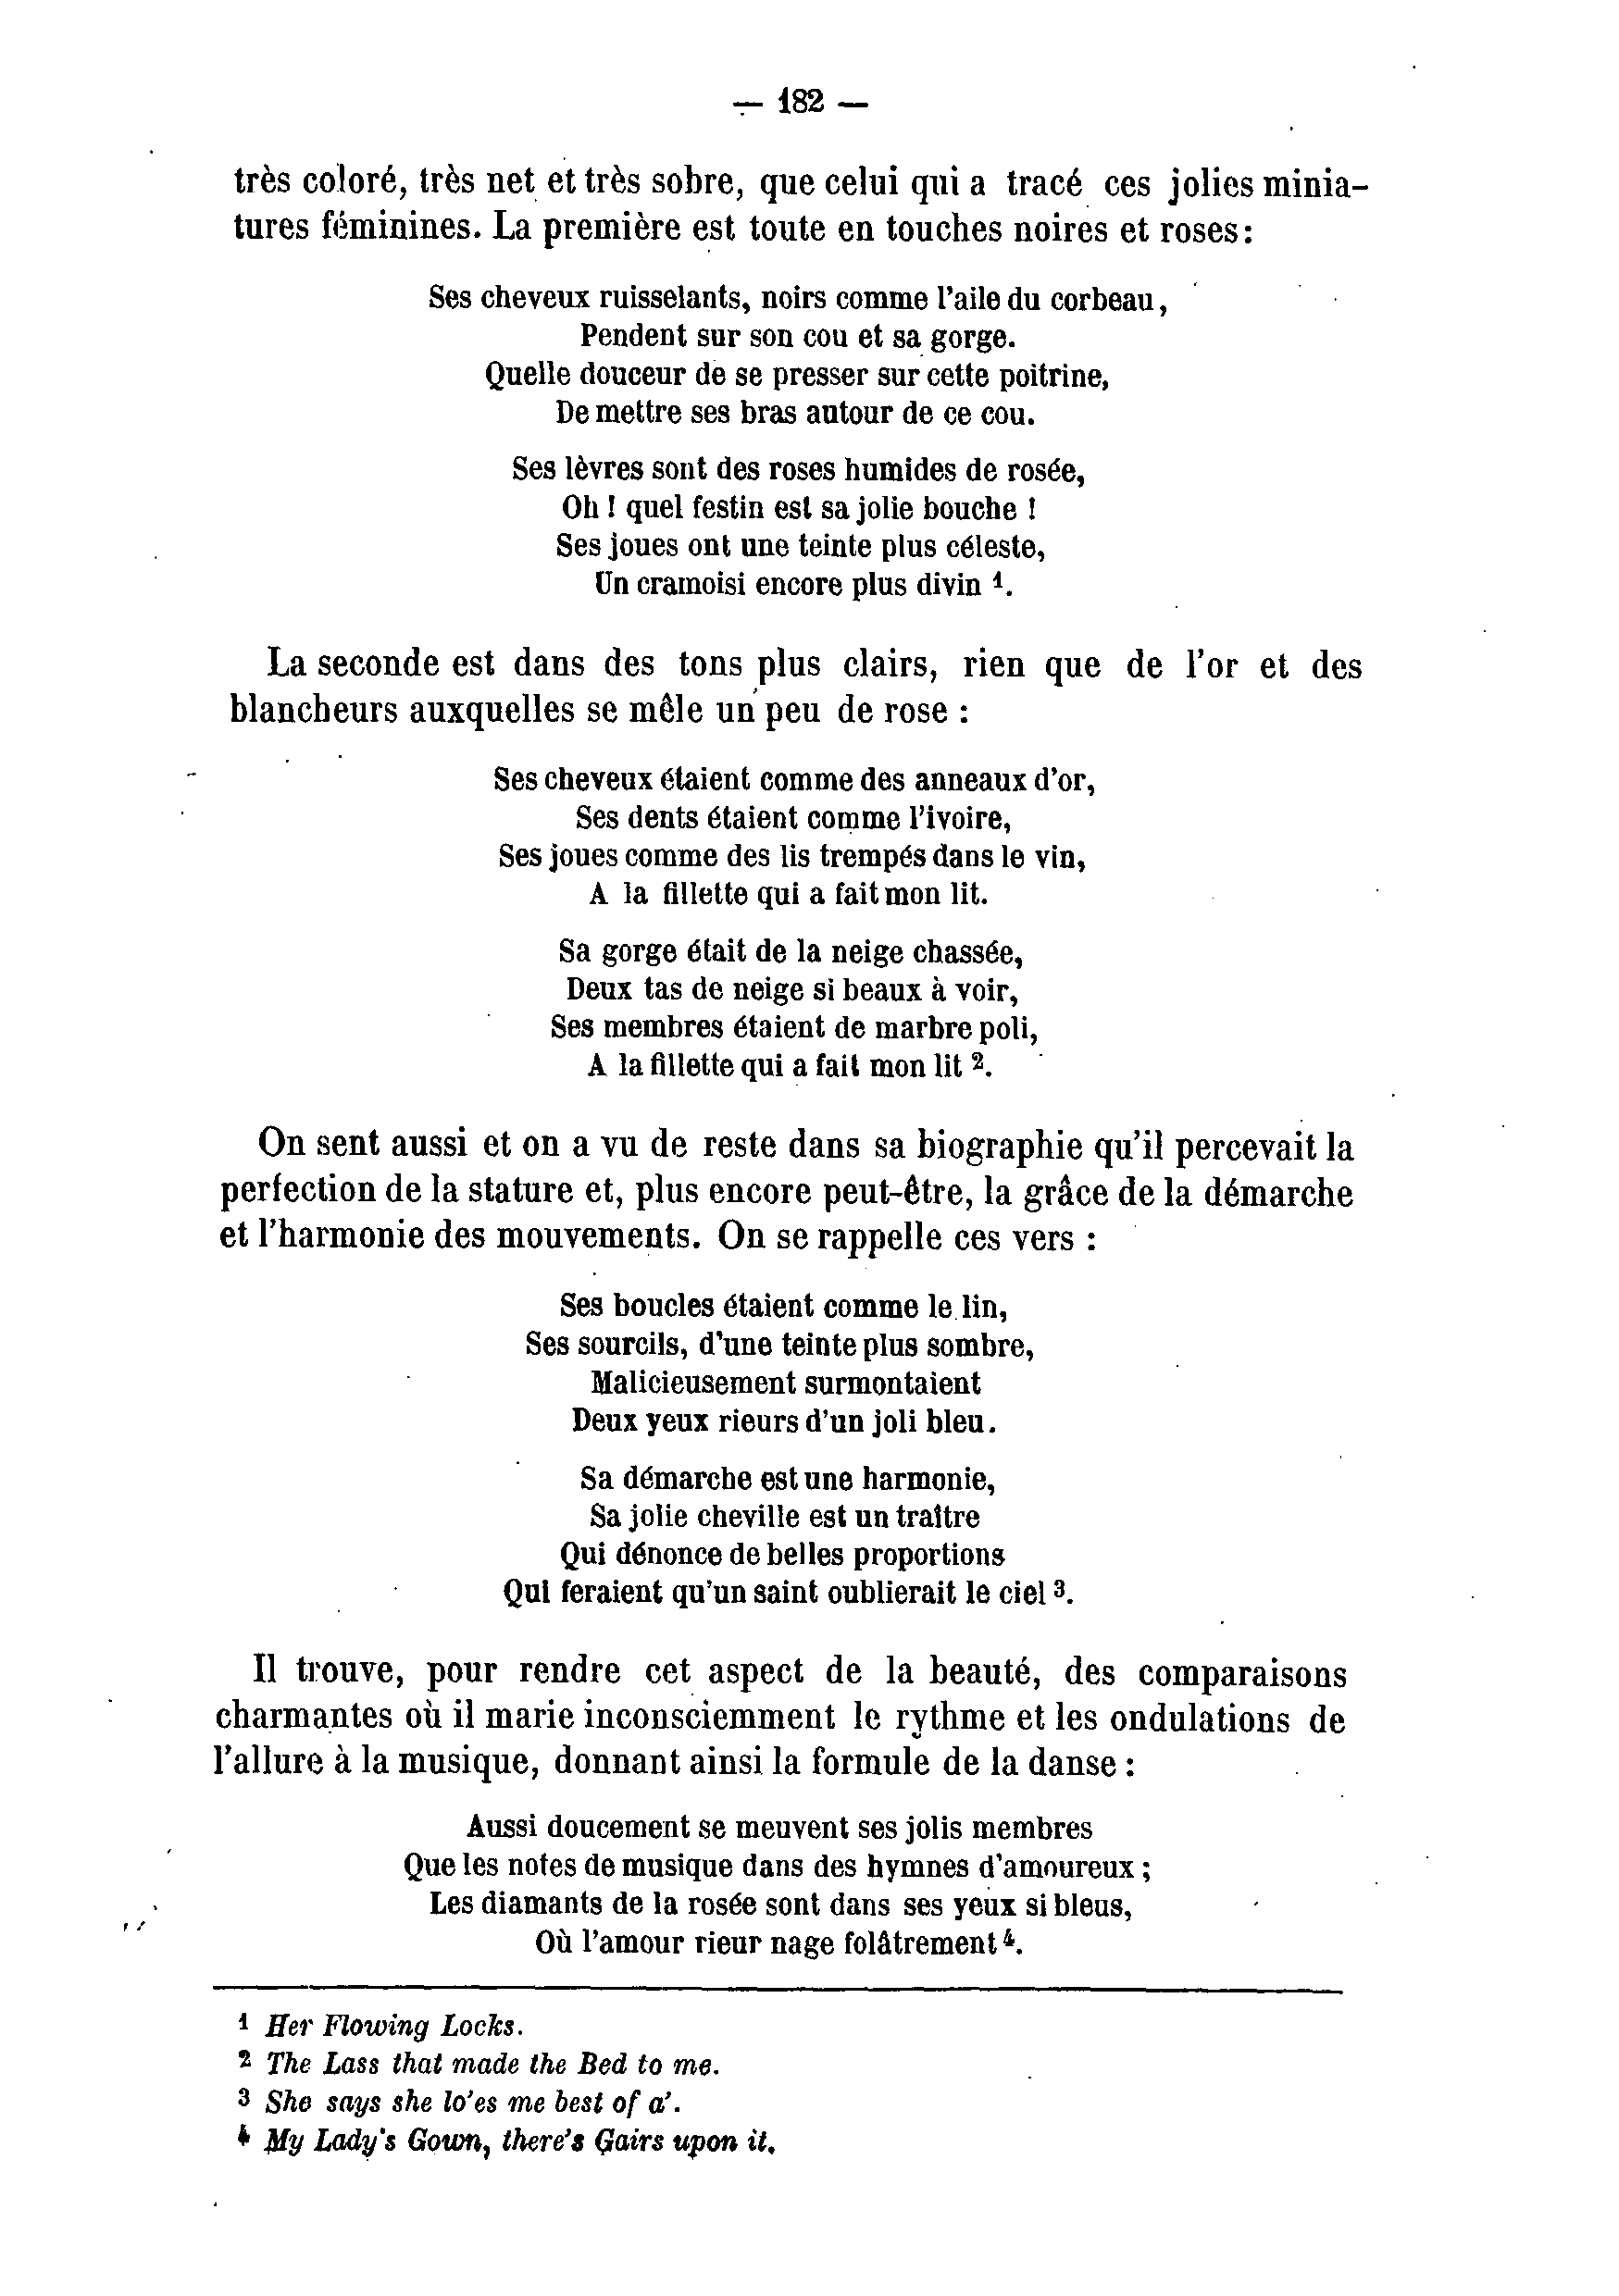 — 182 —
très coloré, très net et très sobre, que celui qui a tracé ces jolies minia-
tures féminines. La première est toute en touches noires et roses:
Ses cheveux ruisselants, noirs comme l'aile du corbeau,
Pendent sur son cou et sa gorge.
Quelle douceur de se presser sur cette poitrine,
De mettre ses bras autour de ce cou.
Ses lèvres sont des roses humides de rosée,
Oh ! quel festin est sa jolie bouche !
Ses joues ont une teinte plus céleste,
Un cramoisi encore plus divin ¹.
La seconde est dans des tons plus clairs, rien que de l'or et des
blancheurs auxquelles se mêle un peu de rose :
Ses cheveux étaient comme des anneaux d'or,
Ses dents étaient comme l'ivoire,
Ses joues comme des lis trempés dans le vin,
A la fillette qui a fait mon lit.
Sa gorge était de la neige chassée,
Deux tas de neige si beaux à voir,
Ses membres étaient de marbre poli,
A la fillette qui a fait mon lit ².
On sent aussi et on a vu de reste dans sa biographie qu'il percevait la
perfection de la stature et, plus encore peut-être, la grâce de la démarche
et l'harmonie des mouvements. On se rappelle ces vers :
Ses boucles étaient comme le lin,
Ses sourcils, d'une teinte plus sombre,
Malicieusement surmontaient
Deux yeux rieurs d'un joli bleu.
Sa démarche est une harmonie,
Sa jolie cheville est un traître
Qui dénonce de belles proportions
Qui feraient qu'un saint oublierait le ciel ³.
Il trouve, pour rendre cet aspect de la beauté, des comparaisons
charmantes où il marie inconsciemment le rythme et les ondulations de
l'allure à la musique, donnant ainsi la formule de la danse :
Aussi doucement se meuvent ses jolis membres
Que les notes de musique dans des hymnes d'amoureux ;
Les diamants de la rosée sont dans ses yeux si bleus,
Où l'amour rieur nage folâtrement ⁴.
¹ Her Flowing Locks.
² The Lass that made the Bed to me.
³ She says she lo'es me best of a'.
⁴ My Lady's Gown, there's Gairs upon it.